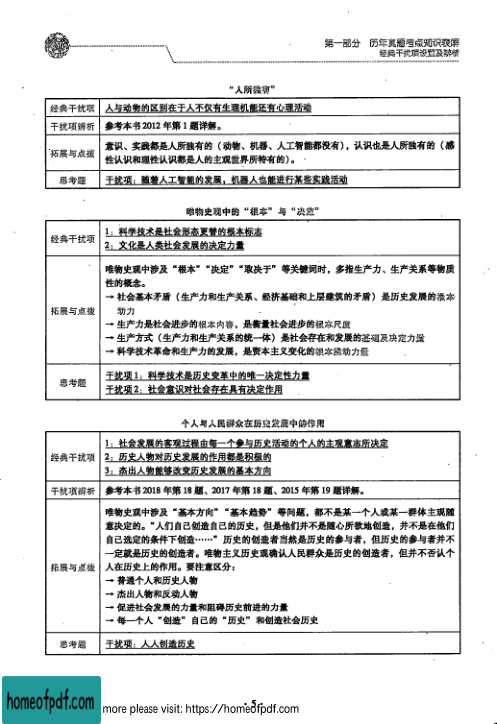 第一部分 历年真题考点知识表解
经典干扰项设置及辨析
“人所独有”
经典干扰项 人与动物的区别在于人不仅有生理机能还有心理活动
干扰项辨析 参考本书 2012 年第 1 题详解。
拓展与点拨
意识、实践都是人所独有的（动物、机器、人工智能都没有），认识也是人所独有的（感
性认识和理性认识都是人的主观世界所特有的）。
思考题 干扰项：随着人工智能的发展，机器人也能进行某些实践活动
唯物史观中的“根本”与“决定”
经典干扰项
1：科学技术是社会形态更替的根本标志
2：文化是人类社会发展的决定力量
拓展与点拨
唯物史观中涉及“根本”“决定”“取决于”等关键词时，多指生产力、生产关系等物质
性的概念。
→ 社会基本矛盾（生产力和生产关系、经济基础和上层建筑的矛盾）是历史发展的根本
动力
→ 生产力是社会进步的根本内容，是衡量社会进步的根本尺度
→ 生产方式（生产力和生产关系的统一体）是社会存在和发展的基础及决定力量
→ 科学技术革命和生产力的发展，是资本主义变化的根本推动力量
思考题
干扰项 1：科学技术是历史变革中的唯一决定性力量
干扰项 2：社会意识对社会存在具有决定作用
个人与人民群众在历史发展中的作用
经典干扰项
1：社会发展的客观过程由每一个参与历史活动的个人的主观意志所决定
2：历史人物对历史发展的作用都是积极的
3：杰出人物能够改变历史发展的基本方向
干扰项辨析 参考本书 2018 年第 18 题、2017 年第 18 题、2015 年第 19 题详解。
拓展与点拨
唯物史观中涉及“基本方向”“基本趋势”等问题，都不是某一个人或某一群体主观随
意决定的。“人们自己创造自己的历史，但是他们并不是随心所欲地创造，并不是在他们
自己选定的条件下创造……”历史的创造者当然是历史的参与者，但历史的参与者并不
一定就是历史的创造者。唯物主义历史观确认人民群众是历史的创造者，但并不否认个
人在历史上的作用。要注意区分：
→ 普通个人和历史人物
→ 杰出人物和反动人物
→ 促进社会发展的力量和阻碍历史前进的力量
→ 每一个人“创造”自己的“历史”和创造社会历史
思考题 干扰项：人人创造历史
· 5 ·
homeofpdf.com
more please visit: https://homeofpdf.com